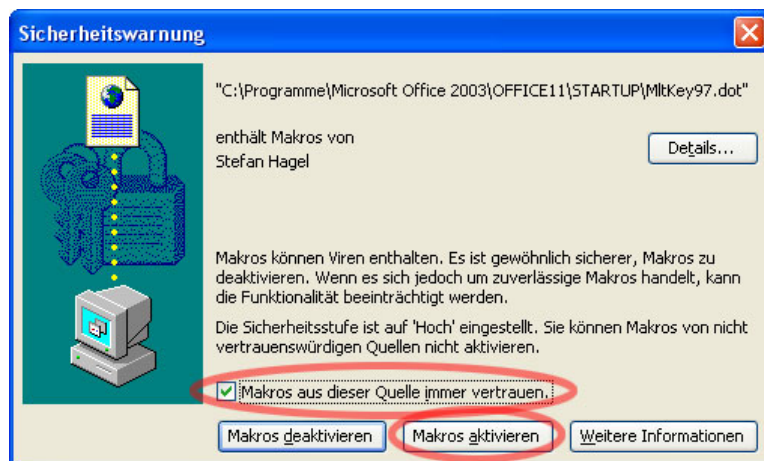 Sicherheitswarnung
"C:\Programme\Microsoft Office 2003\OFFICE11\STARTUP\MltKey97.dot"
enthält Makros von
Stefan Hagel
Details...
Makros können Viren enthalten. Es ist gewöhnlich sicherer, Makros zu
deaktivieren. Wenn es sich jedoch um zuverlässige Makros handelt, kann
die Funktionalität beeinträchtigt werden.
Die Sicherheitsstufe ist auf 'Hoch' eingestellt. Sie können Makros von nicht
vertrauenswürdigen Quellen nicht aktivieren.
Makros aus dieser Quelle immer vertrauen.
Makros deaktivieren Makros aktivieren Weitere Informationen